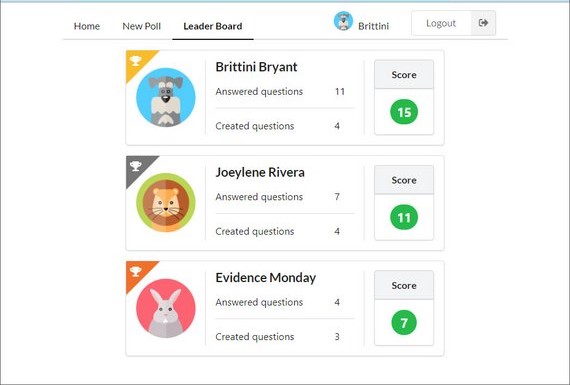 Home New Poll Leader Board Brittini Logout
Brittini Bryant
Answered questions 11
Created questions 4
Score
15
Joeylene Rivera
Answered questions 7
Created questions 4
Score
11
Evidence Monday
Answered questions 4
Created questions 3
Score
7